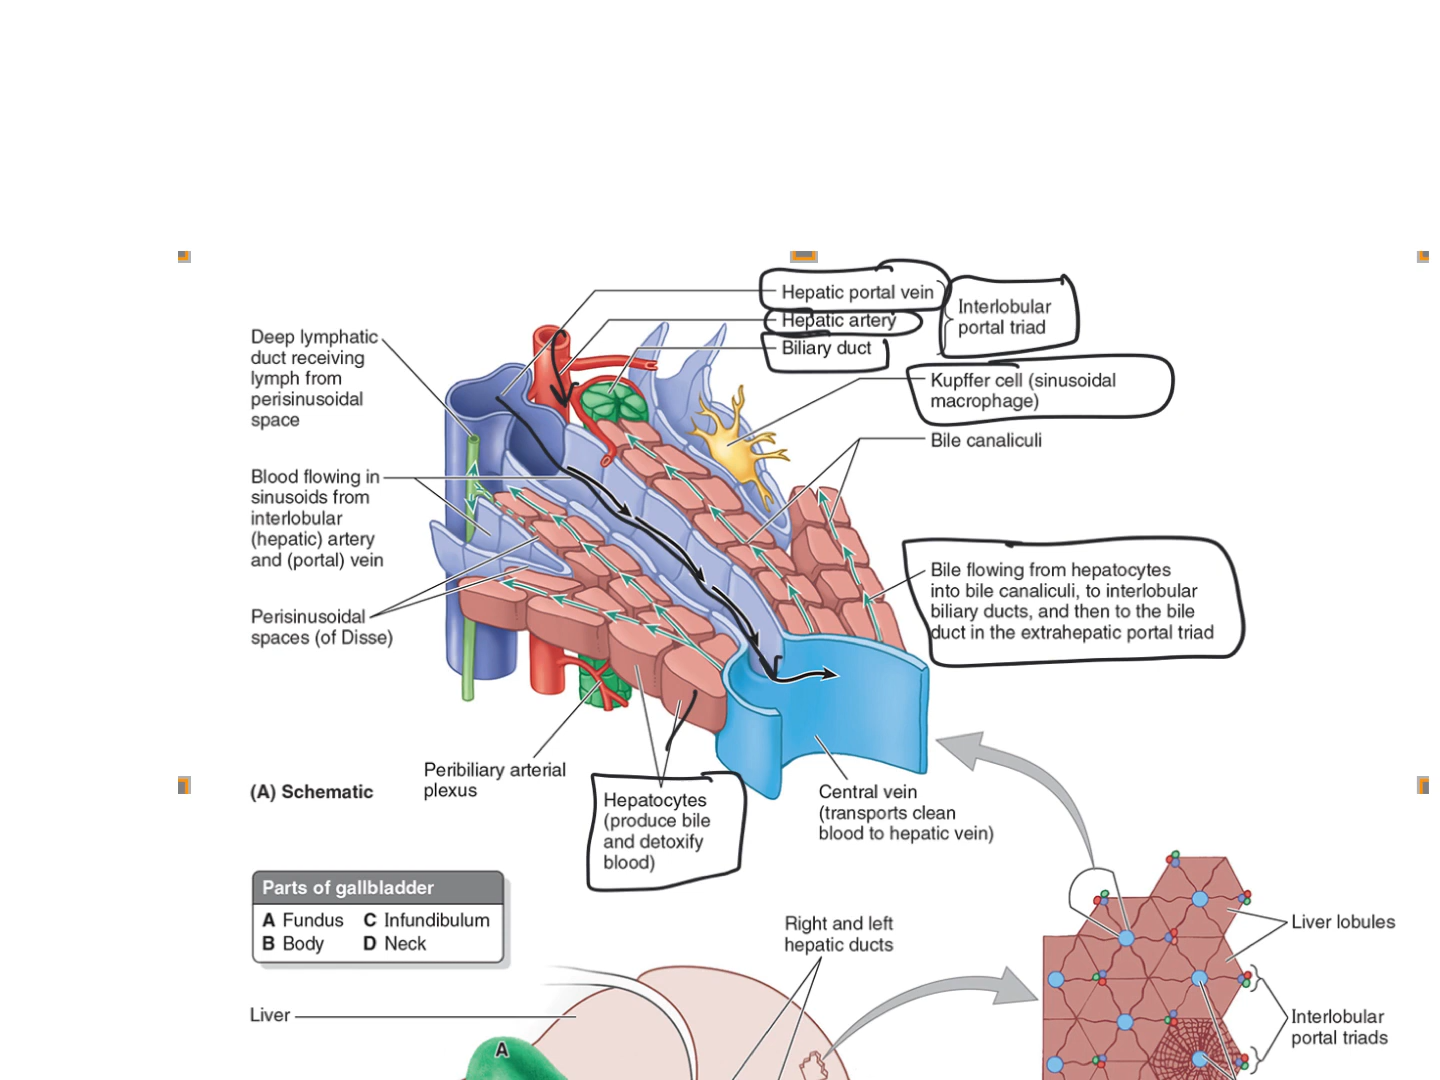 Hepatic portal vein
Hepatic artery
Biliary duct
Interlobular
portal triad
Deep lymphatic
duct receiving
lymph from
perisinusoidal
space
Kupffer cell (sinusoidal
macrophage)
Bile canaliculi
Blood flowing in
sinusoids from
interlobular
(hepatic) artery
and (portal) vein
Bile flowing from hepatocytes
into bile canaliculi, to interlobular
biliary ducts, and then to the bile
duct in the extrahepatic portal triad
Perisinusoidal
spaces (of Disse)
Peribiliary arterial
plexus
(A) Schematic
Hepatocytes
(produce bile
and detoxify
blood)
Central vein
(transports clean
blood to hepatic vein)
Parts of gallbladder
A Fundus C Infundibulum
B Body D Neck
Right and left
hepatic ducts
Liver lobules
Liver
Interlobular
portal triads
A